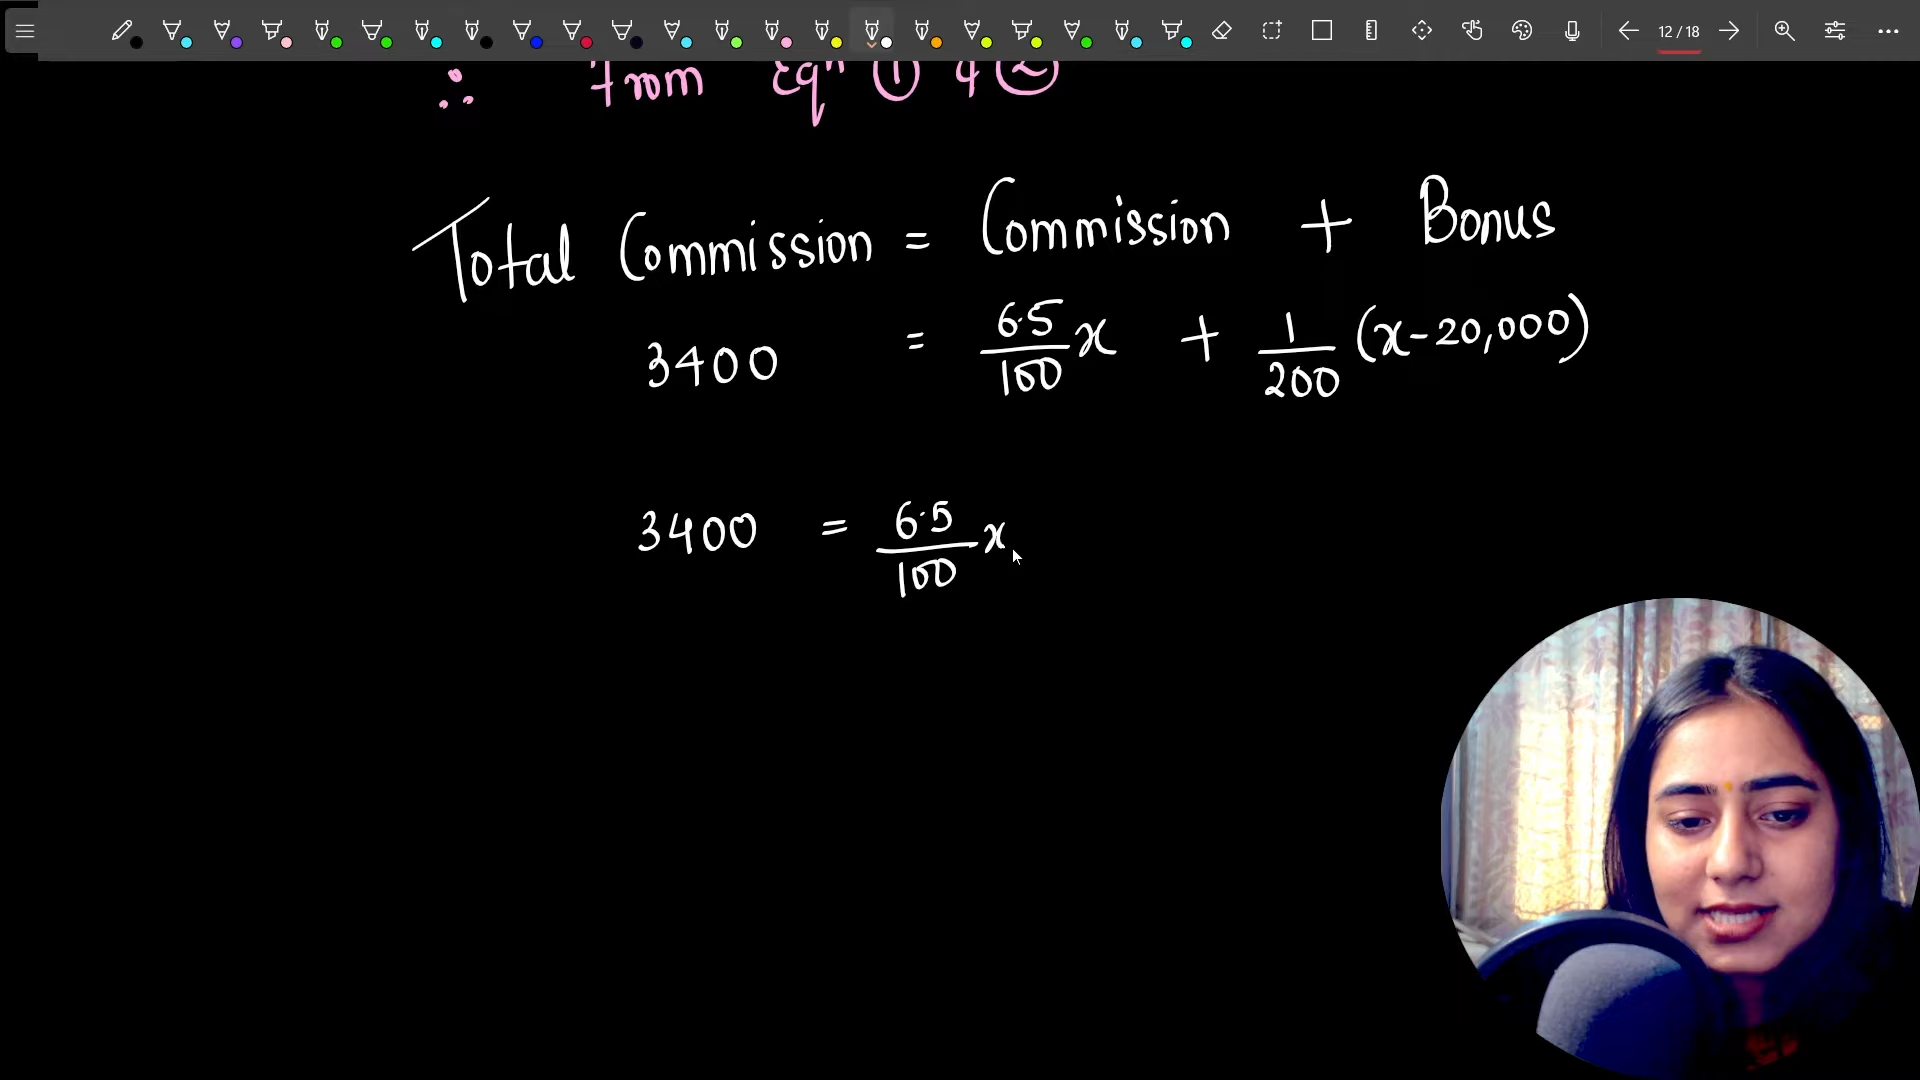 12 / 18
∴ From Eqⁿ ① & ②
Total Commission = Commission + Bonus
3400 = 6.5/100 x + 1/200 (x - 20,000)
3400 = 6.5/100 x